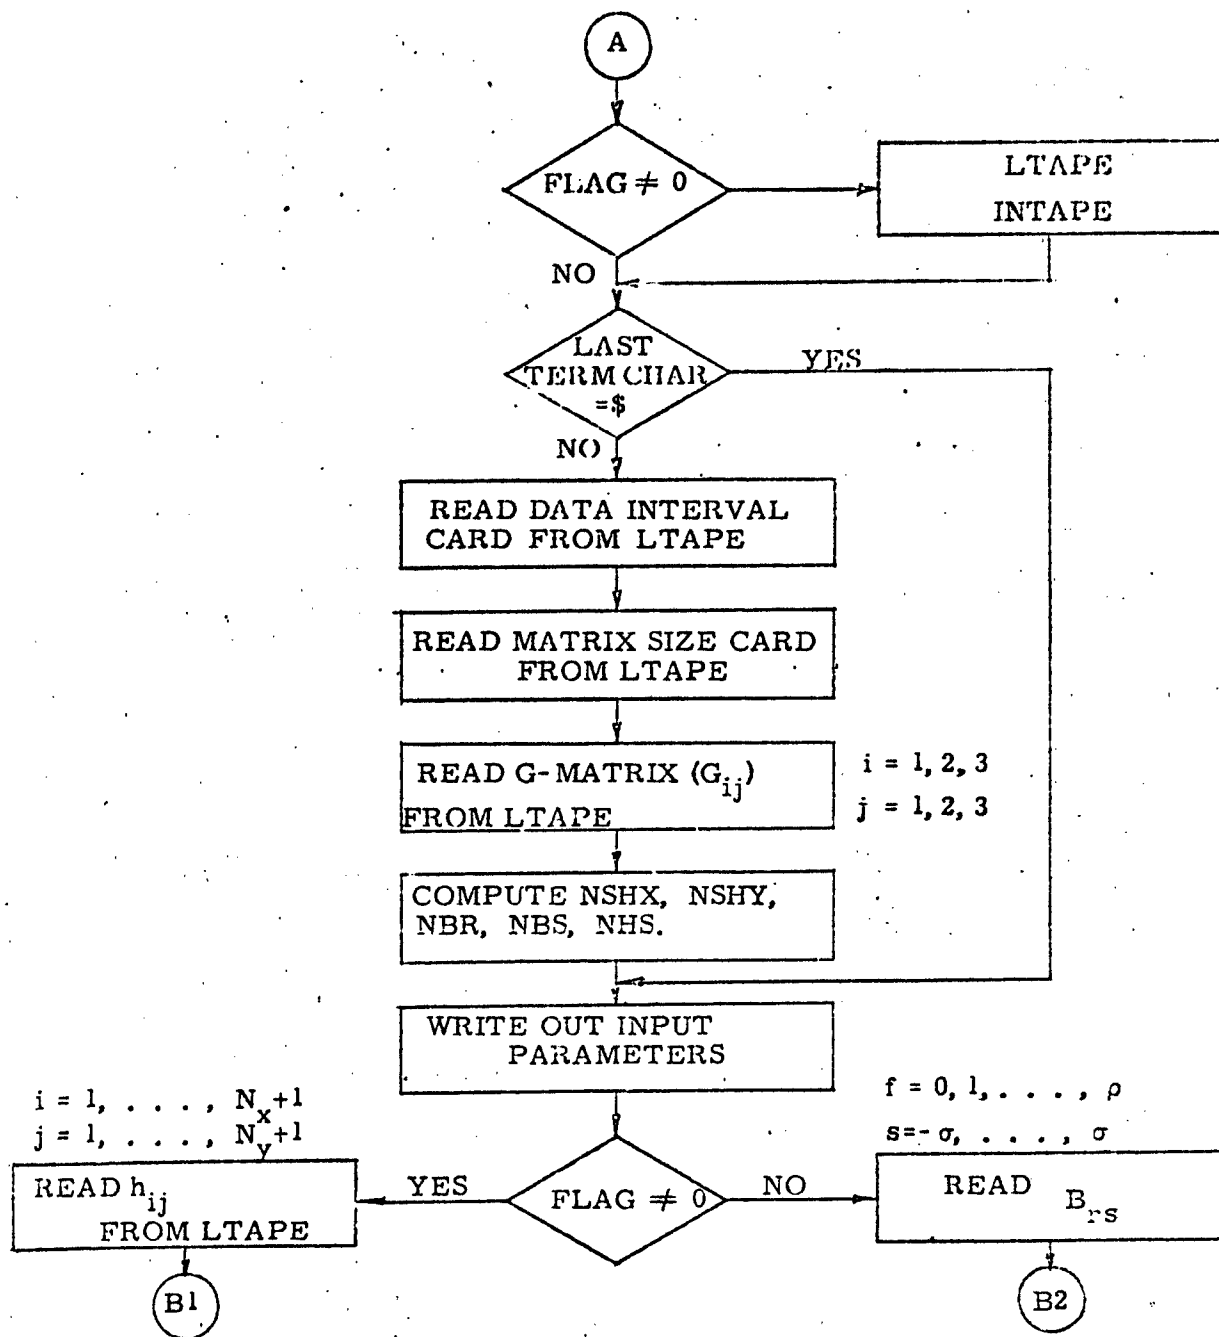 A
FLAG ≠ 0
LTAPE
INTAPE
NO
LAST
TERM CHAR
=$
YES
NO
READ DATA INTERVAL
CARD FROM LTAPE
READ MATRIX SIZE CARD
FROM LTAPE
READ G-MATRIX (G_ij)
FROM LTAPE
i = 1, 2, 3
j = 1, 2, 3
COMPUTE NSHX, NSHY,
NBR, NBS, NHS.
WRITE OUT INPUT
PARAMETERS
i = 1, . . . ., N_x+1
j = 1, . . . ., N_y+1
f = 0, 1, . . . ., ρ
s=-σ, . . . ., σ
READ h_ij
FROM LTAPE
YES
FLAG ≠ 0
NO
READ B_rs
B1
B2